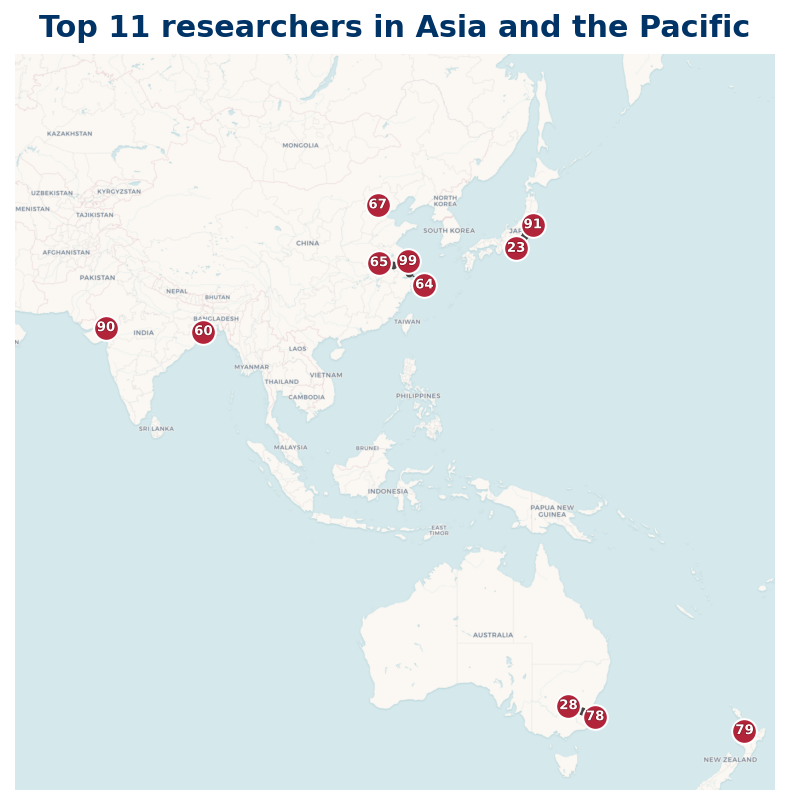 Top 11 researchers in Asia and the Pacific
KAZAKHSTAN
MONGOLIA
UZBEKISTAN
KYRGYZSTAN
MENISTAN
TAJIKISTAN
67
NORTH
KOREA
SOUTH KOREA
JAP
91
23
CHINA
AFGHANISTAN
65
99
64
PAKISTAN
NEPAL
BHUTAN
BANGLADESH
TAIWAN
90
INDIA
60
N
LAOS
MYANMAR
VIETNAM
THAILAND
CAMBODIA
PHILIPPINES
SRI LANKA
MALAYSIA
BRUNEI
INDONESIA
PAPUA NEW
GUINEA
EAST
TIMOR
AUSTRALIA
28
78
79
NEW ZEALAND